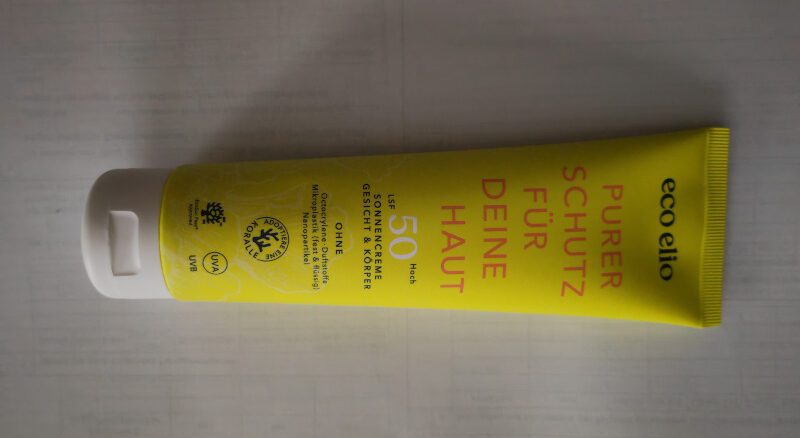 eco elio
PURER
SCHUTZ
FÜR
DEINE
HAUT
LSF 50 Hoch
SONNENCREME
GESICHT & KÖRPER
OHNE
Octocrylene · Duftstoffe
Mikroplastik (fest & flüssig)
Nanopartikel
ADOPTIERE EINE
KORALLE
UVA
UVB